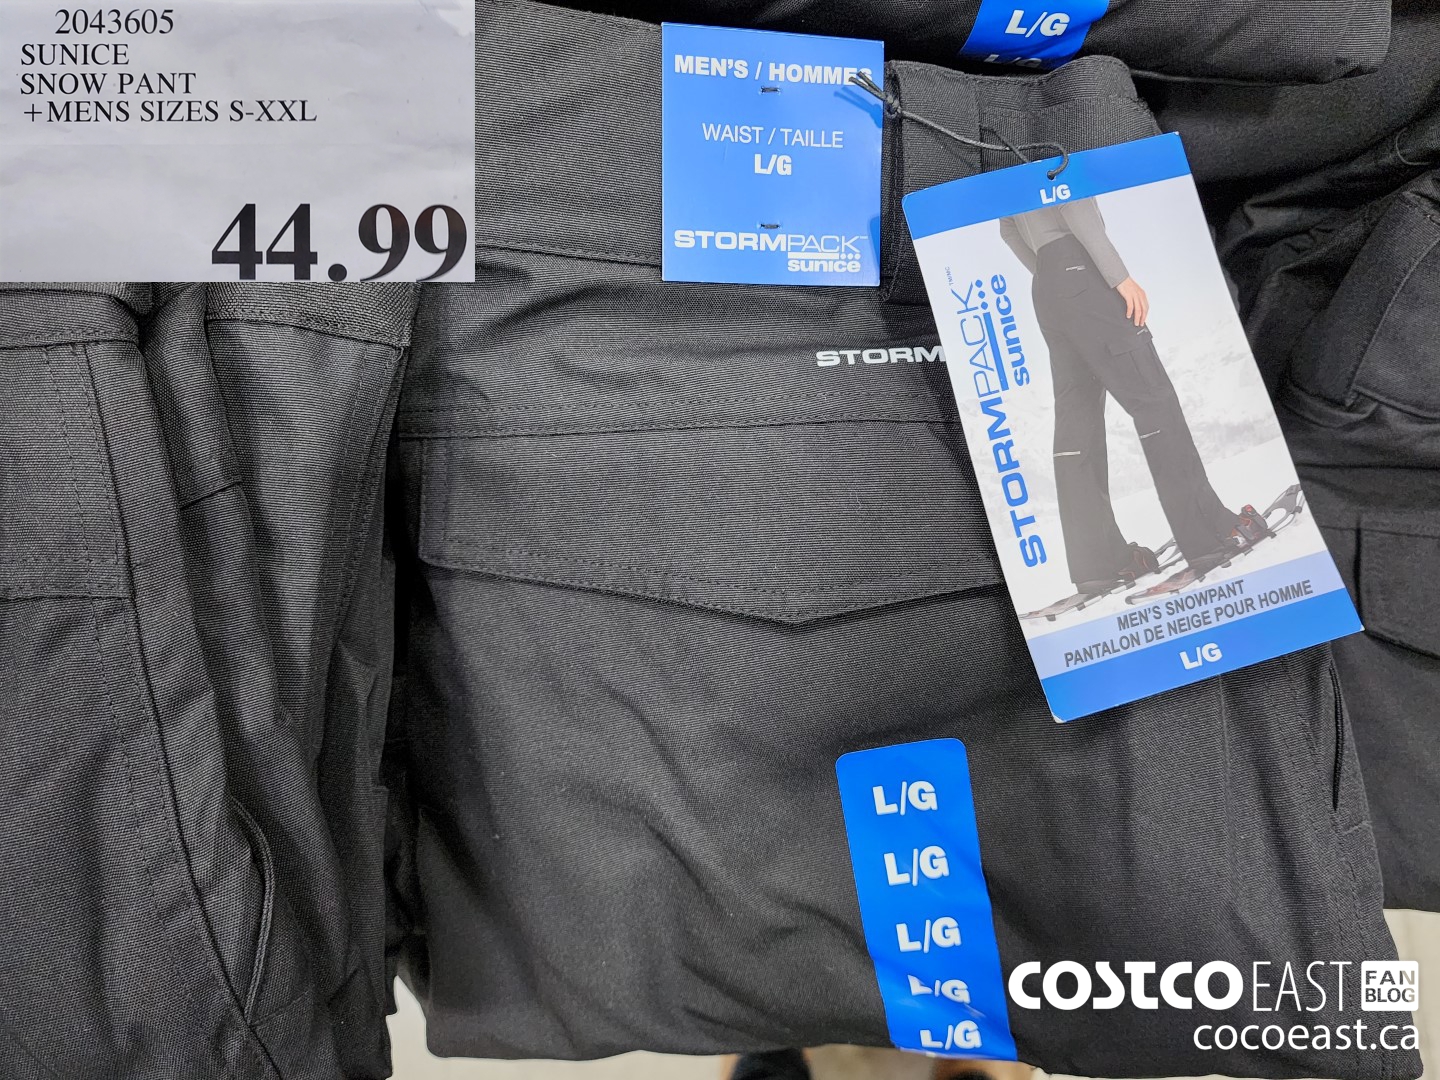 2043605
SUNICE
SNOW PANT
+MENS SIZES S-XXL
44.99
L/G
L/G
MEN'S / HOMMES
WAIST / TAILLE
L/G
STORMPACK™
sunice
STORM
L/G
STORMPACK
sunice
MEN'S SNOWPANT
PANTALON DE NEIGE POUR HOMME
L/G
L/G
L/G
L/G
L/G
L/G
COSTCO EAST FAN BLOG
cocoeast.ca